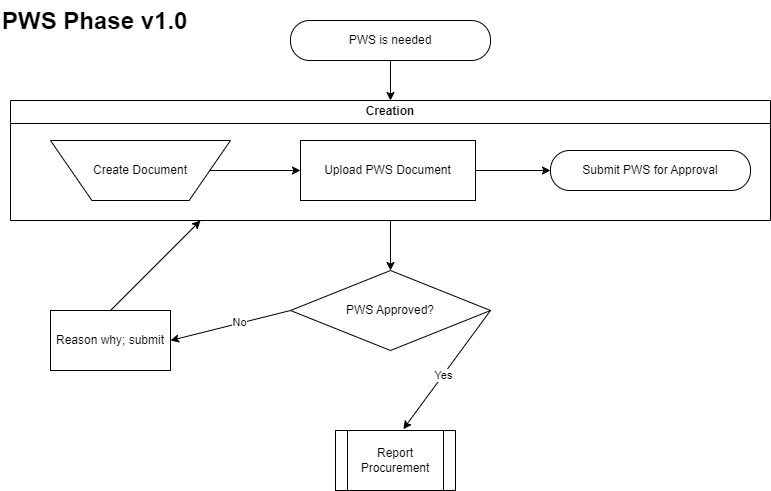 PWS Phase v1.0
PWS is needed
Creation
Create Document
Upload PWS Document
Submit PWS for Approval
PWS Approved?
No
Reason why; submit
Yes
Report
Procurement